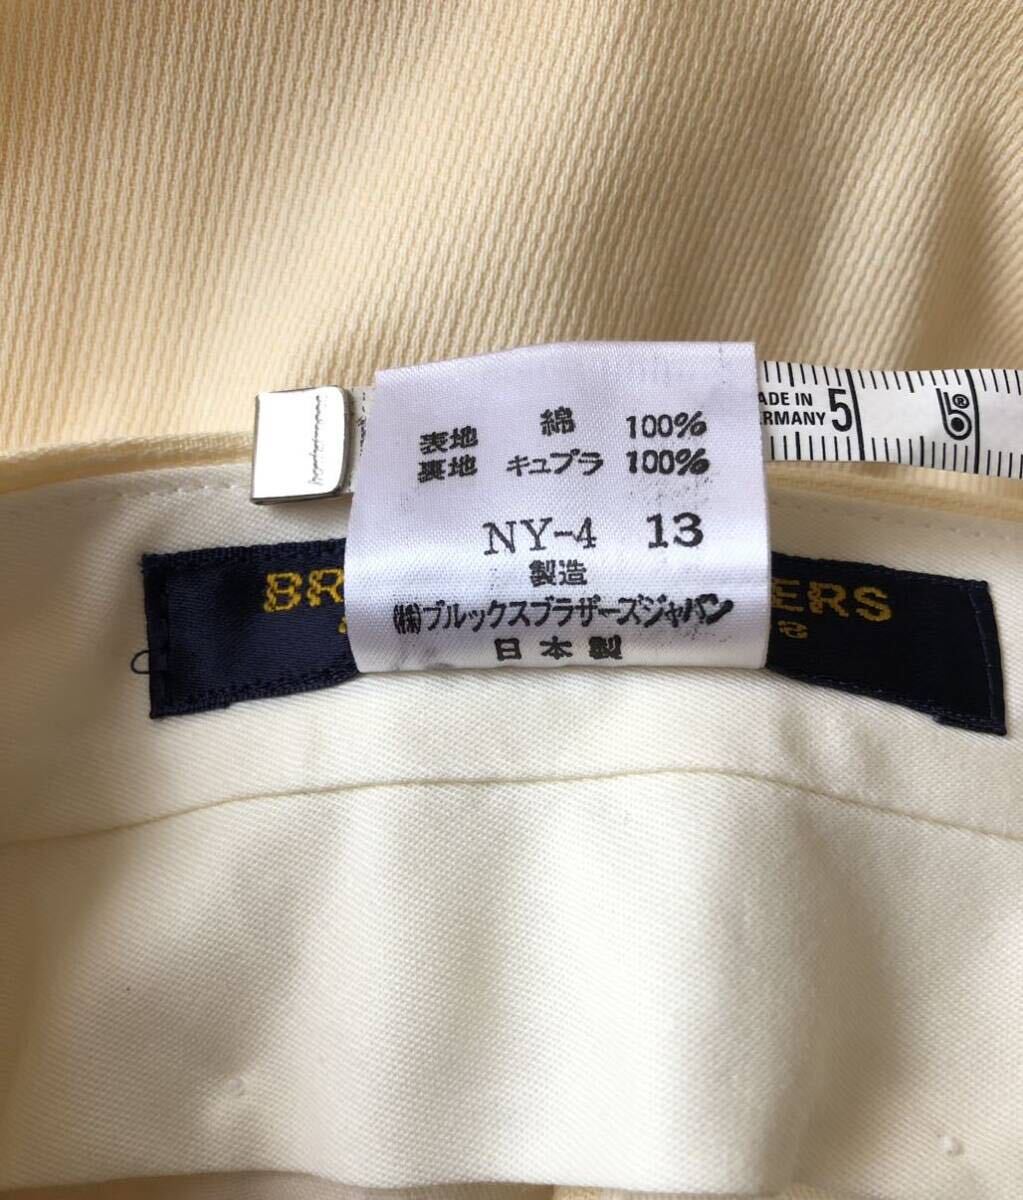 表地 綿 100%
裏地 キュプラ 100%
NY-4 13
製造
(株)ブルックスブラザーズジャパン
日本製
BR ERS
ADE IN
ERMANY 5